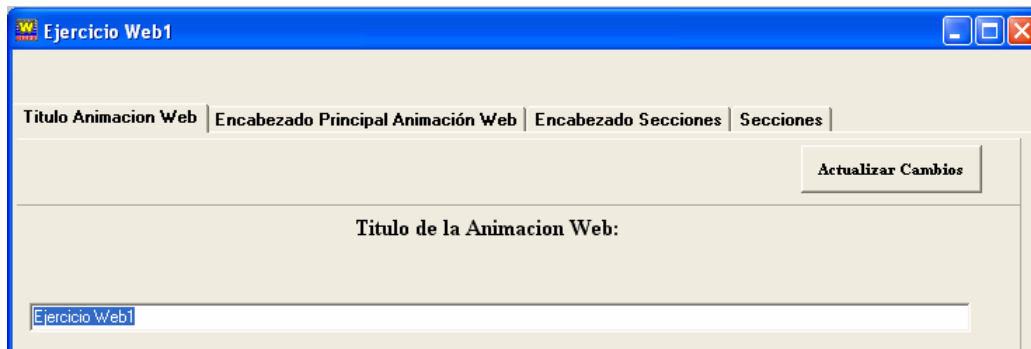 Ejercicio Web1
Titulo Animacion Web Encabezado Principal Animación Web Encabezado Secciones Secciones
Actualizar Cambios
Titulo de la Animacion Web:
Ejercicio Web1